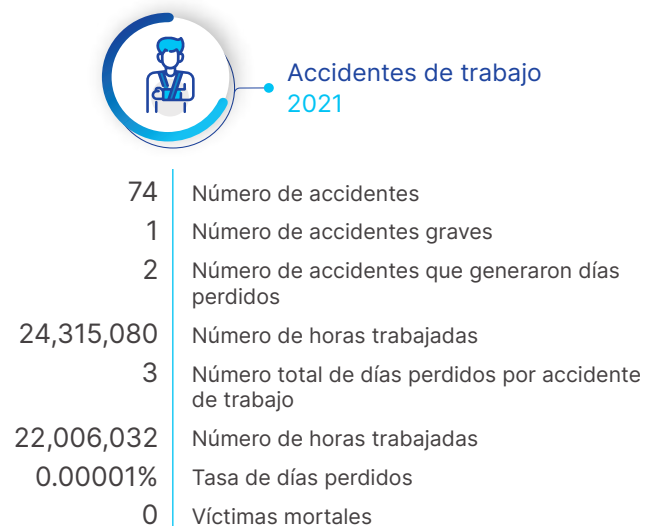 Accidentes de trabajo
2021
74 Número de accidentes
1 Número de accidentes graves
2 Número de accidentes que generaron días
perdidos
24,315,080 Número de horas trabajadas
3 Número total de días perdidos por accidente
de trabajo
22,006,032 Número de horas trabajadas
0.00001% Tasa de días perdidos
0 Víctimas mortales